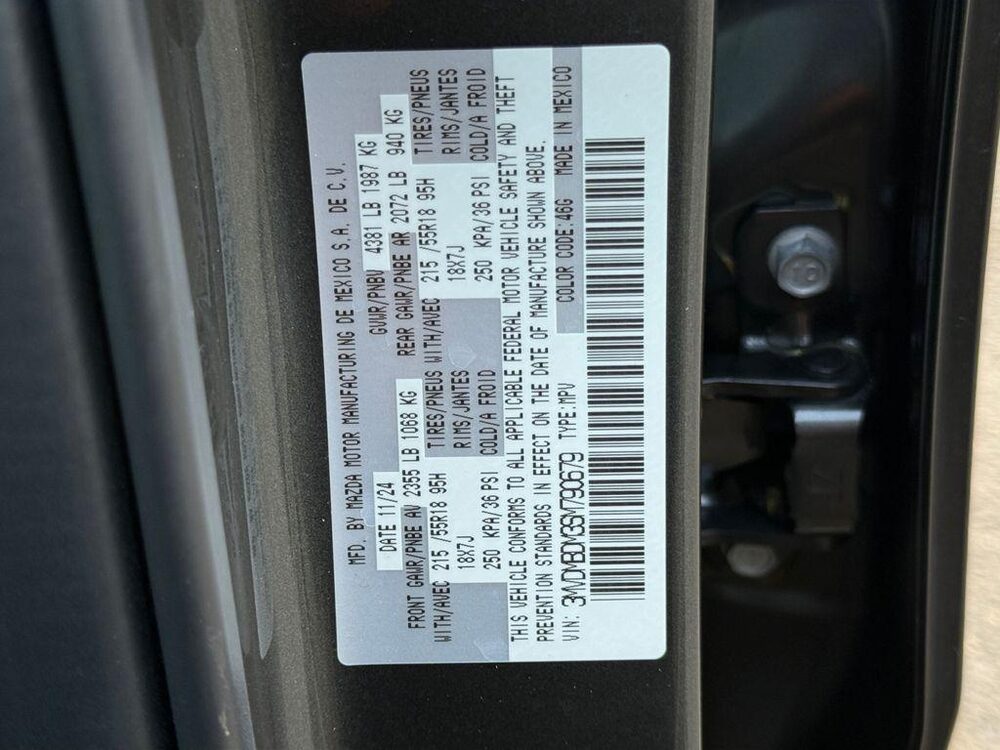 MFD. BY MAZDA MOTOR MANUFACTURING DE MEXICO S.A. DE C.V.
DATE 11/24 GVWR/PNBV 4381 LB 1987 KG
FRONT GAWR/PNBE AV 2355 LB 1068 KG REAR GAWR/PNBE AR 2072 LB 940 KG
WITH/AVEC 215 /55R18 95H TIRES/PNEUS WITH/AVEC 215 /55R18 95H TIRES/PNEUS
18X7J RIMS/JANTES 18X7J RIMS/JANTES
250 KPA/36 PSI COLD/A FROID 250 KPA/36 PSI COLD/A FROID
THIS VEHICLE CONFORMS TO ALL APPLICABLE FEDERAL MOTOR VEHICLE SAFETY AND THEFT
PREVENTION STANDARDS IN EFFECT ON THE DATE OF MANUFACTURE SHOWN ABOVE.
VIN: 3MVDMBDM3SM790679 TYPE:MPV COLOR CODE:46G MADE IN MEXICO
10